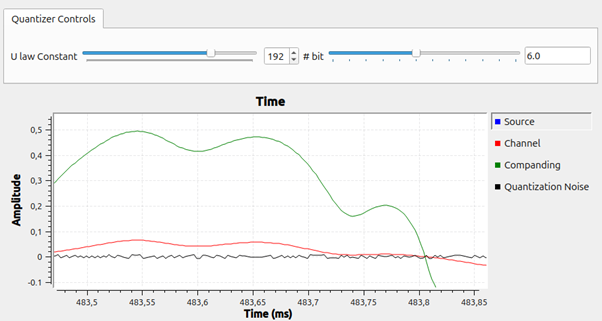 Quantizer Controls
U law Constant 192 # bit 6.0
Time
Source
Channel
Companding
Quantization Noise
Amplitude
0,5
0,4
0,3
0,2
0,1
0
-0.1
483,5 483,55 483,6 483,65 483,7 483,75 483,8 483,85
Time (ms)